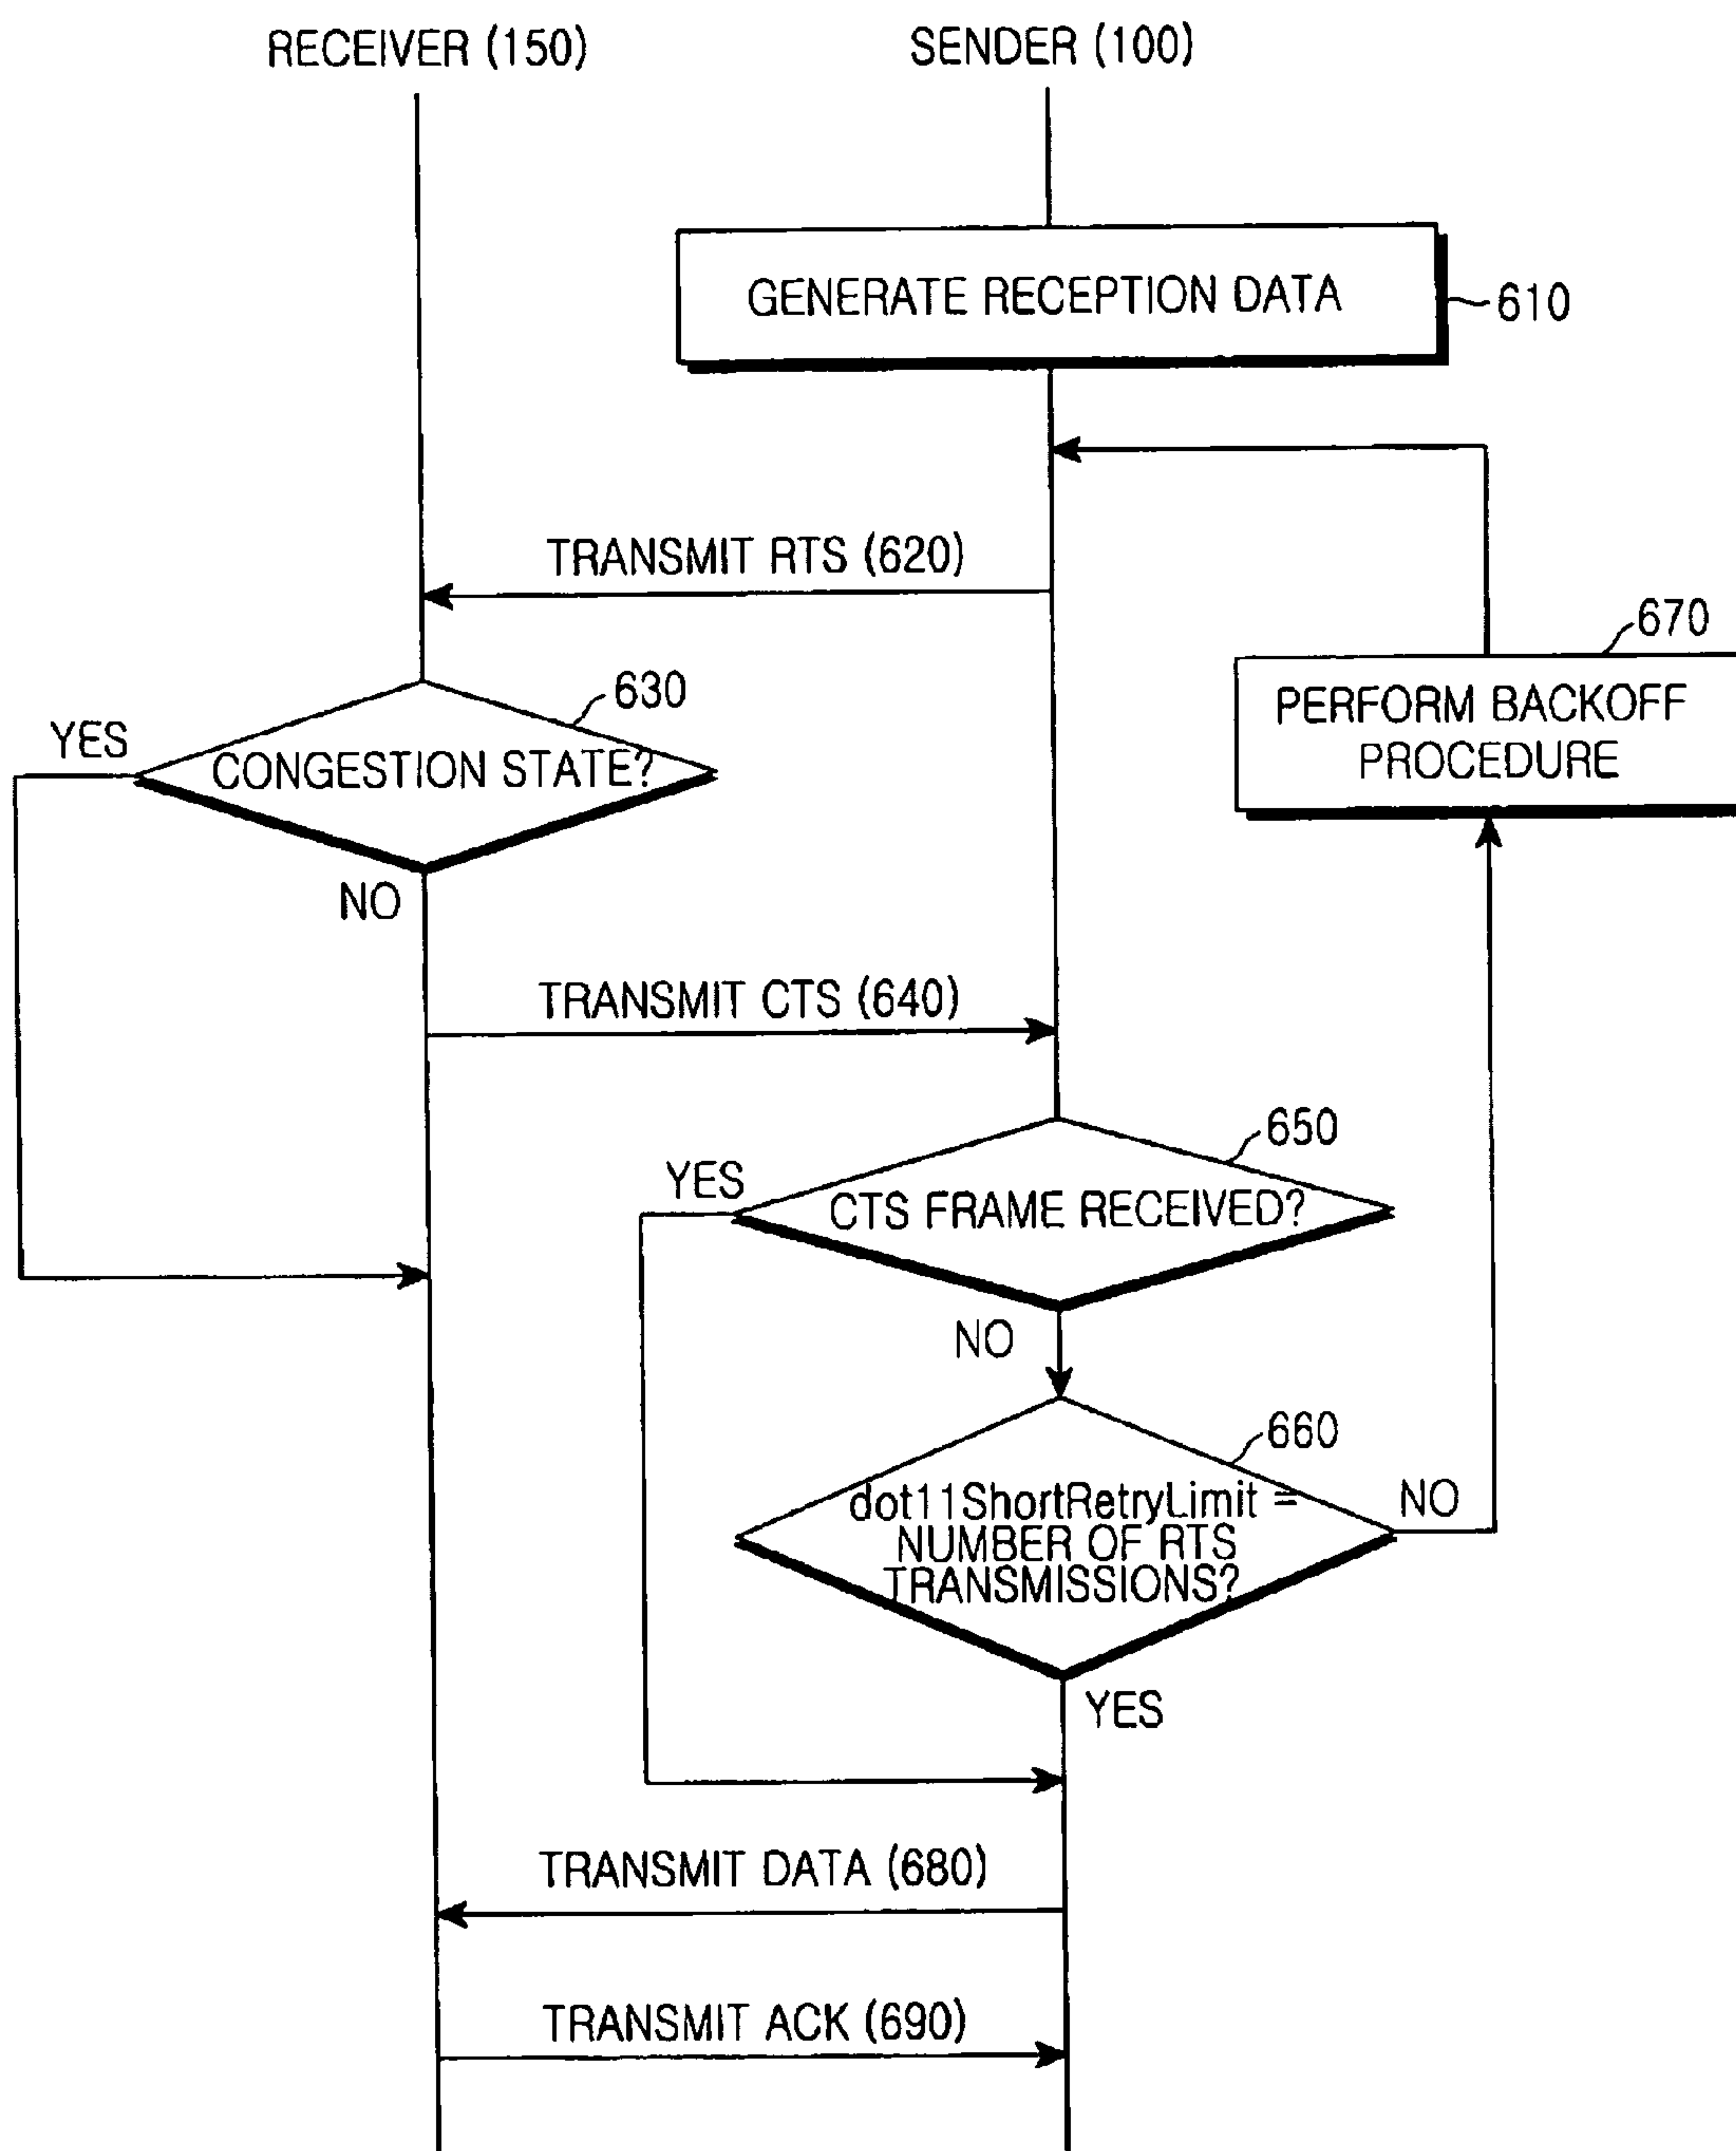 RECEIVER (150)
SENDER (100)
GENERATE RECEPTION DATA
610
TRANSMIT RTS (620)
670
PERFORM BACKOFF
PROCEDURE
630
YES
CONGESTION STATE?
NO
TRANSMIT CTS (640)
650
YES
CTS FRAME RECEIVED?
NO
660
dot11ShortRetryLimit =
NUMBER OF RTS
TRANSMISSIONS?
NO
YES
TRANSMIT DATA (680)
TRANSMIT ACK (690)